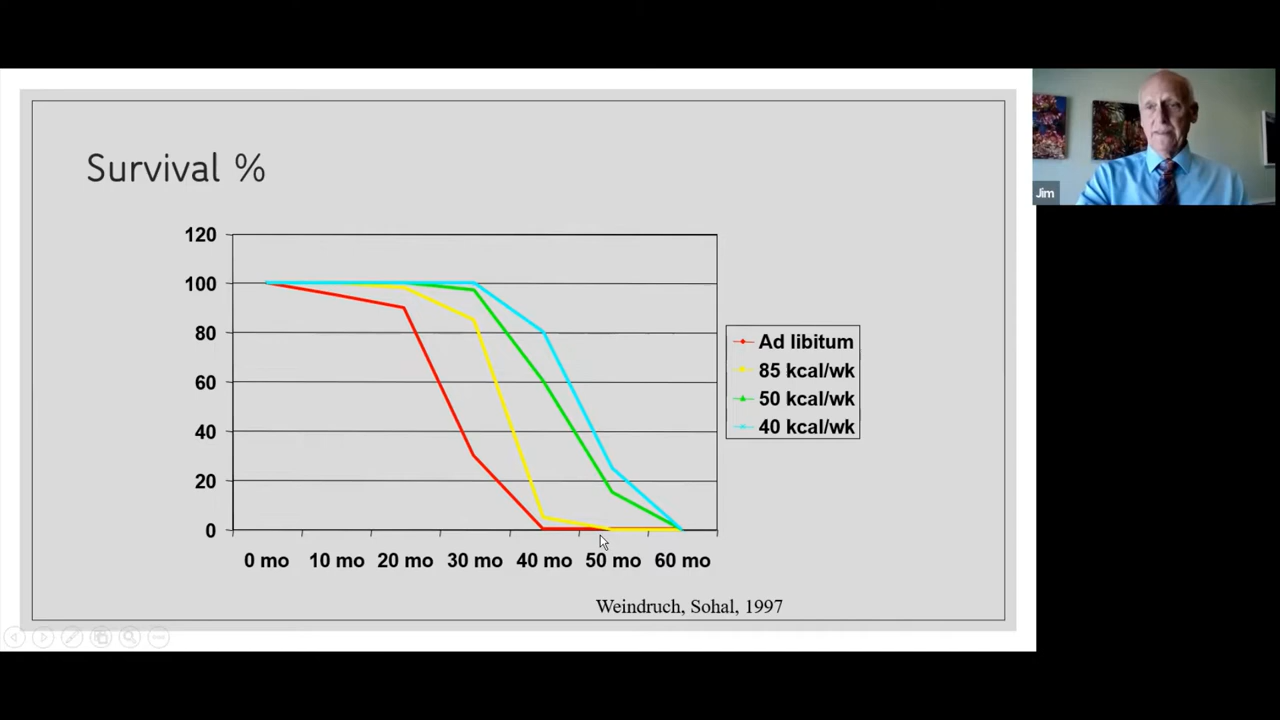 Survival %
120
100
80
60
40
20
0
0 mo 10 mo 20 mo 30 mo 40 mo 50 mo 60 mo
Ad libitum
85 kcal/wk
50 kcal/wk
40 kcal/wk
Weindruch, Sohal, 1997
Jim